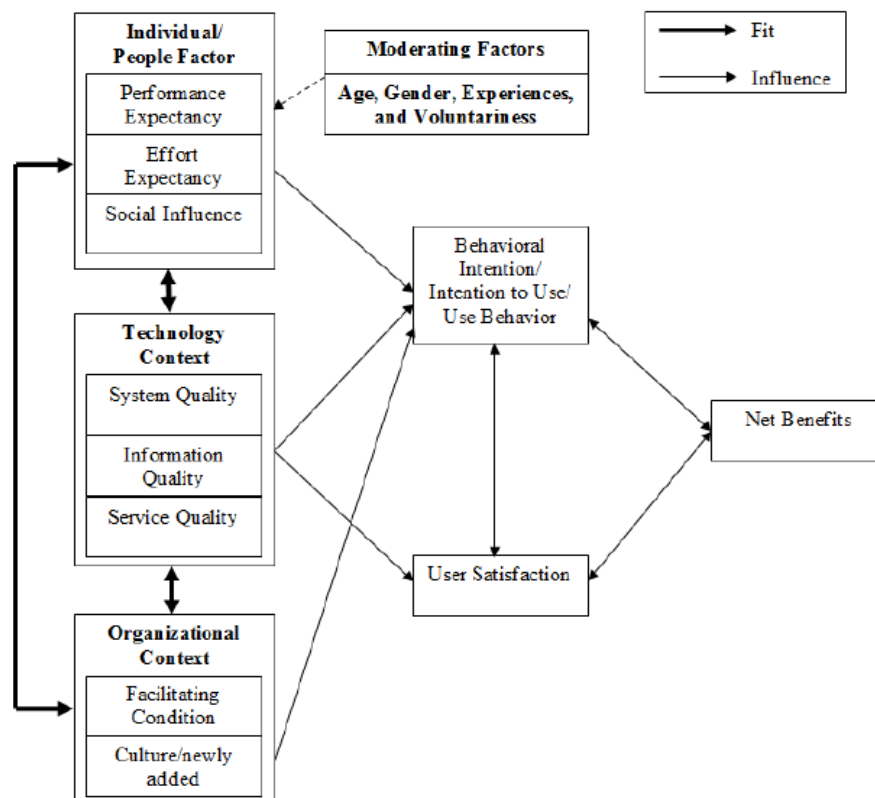 Individual/
People Factor
Performance
Expectancy
Effort
Expectancy
Social Influence
Moderating Factors
Age, Gender, Experiences,
and Voluntariness
Fit
Influence
Technology
Context
System Quality
Information
Quality
Service Quality
Behavioral
Intention/
Intention to Use/
Use Behavior
Net Benefits
User Satisfaction
Organizational
Context
Facilitating
Condition
Culture/newly
added